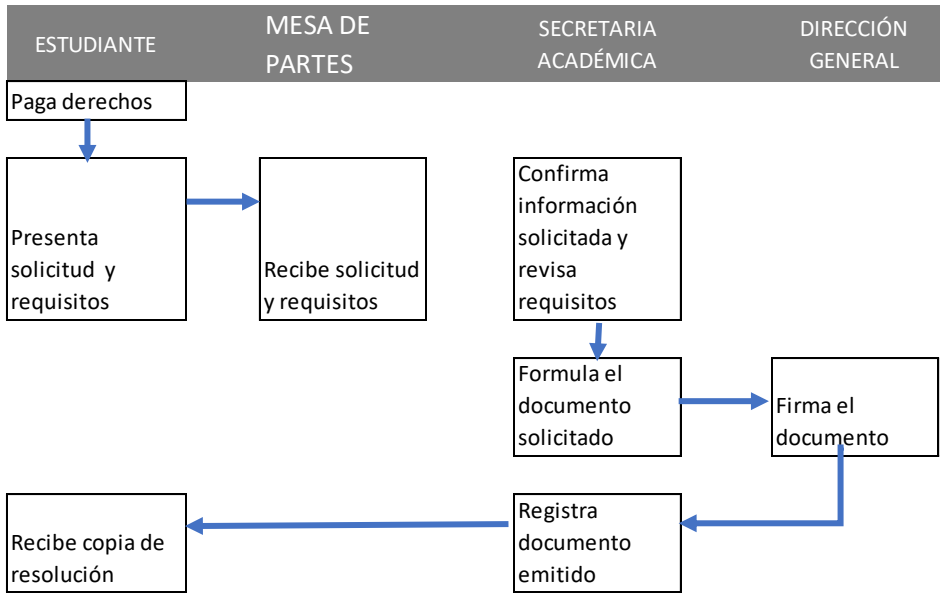 ESTUDIANTE
MESA DE
PARTES
SECRETARIA
ACADÉMICA
DIRECCIÓN
GENERAL
Paga derechos
Presenta
solicitud y
requisitos
Recibe solicitud
y requisitos
Confirma
información
solicitada y
revisa
requisitos
Formula el
documento
solicitado
Firma el
documento
Registra
documento
emitido
Recibe copia de
resolución